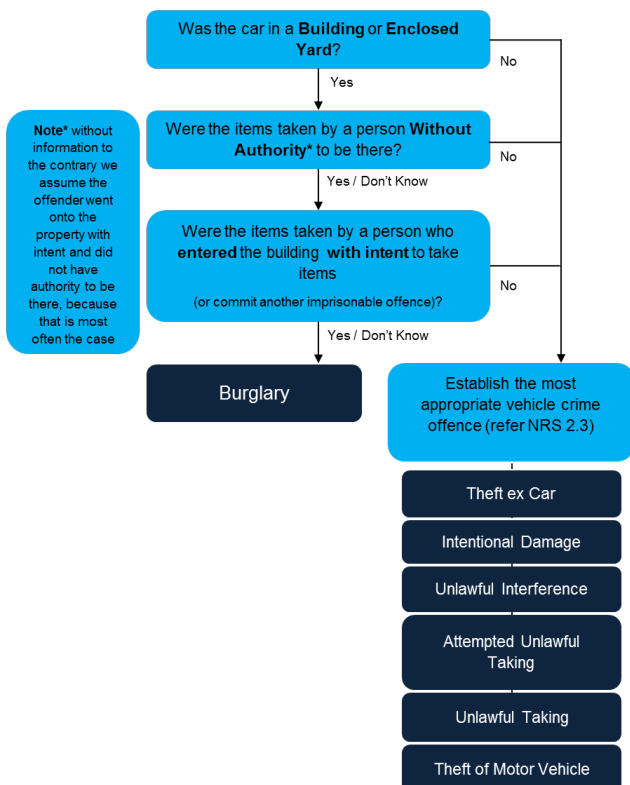 Was the car in a Building or Enclosed
Yard?
No
Yes
Note* without
information to
the contrary we
assume the
offender went
onto the
property with
intent and did
not have
authority to be
there, because
that is most
often the case
Were the items taken by a person Without
Authority* to be there?
No
Yes / Don't Know
Were the items taken by a person who
entered the building with intent to take
items
(or commit another imprisonable offence)?
No
Yes / Don't Know
Burglary
Establish the most
appropriate vehicle crime
offence (refer NRS 2.3)
Theft ex Car
Intentional Damage
Unlawful Interference
Attempted Unlawful
Taking
Unlawful Taking
Theft of Motor Vehicle